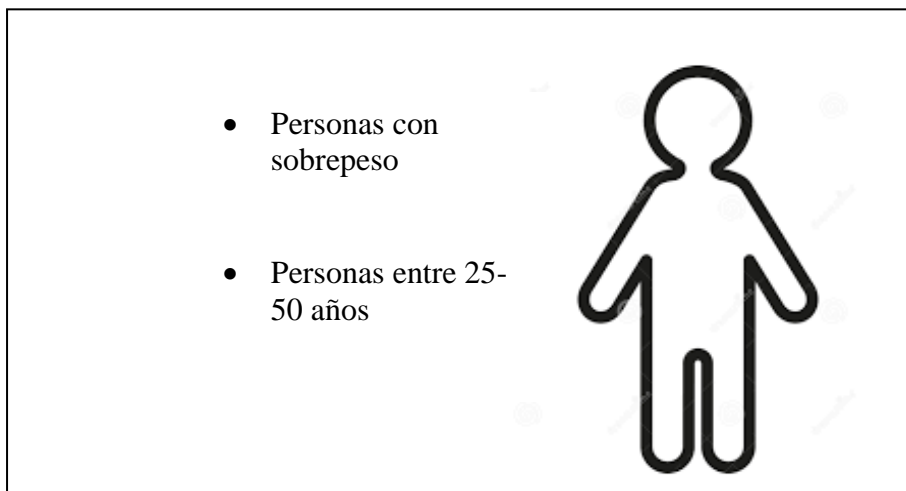 • Personas con
sobrepeso
• Personas entre 25-
50 años